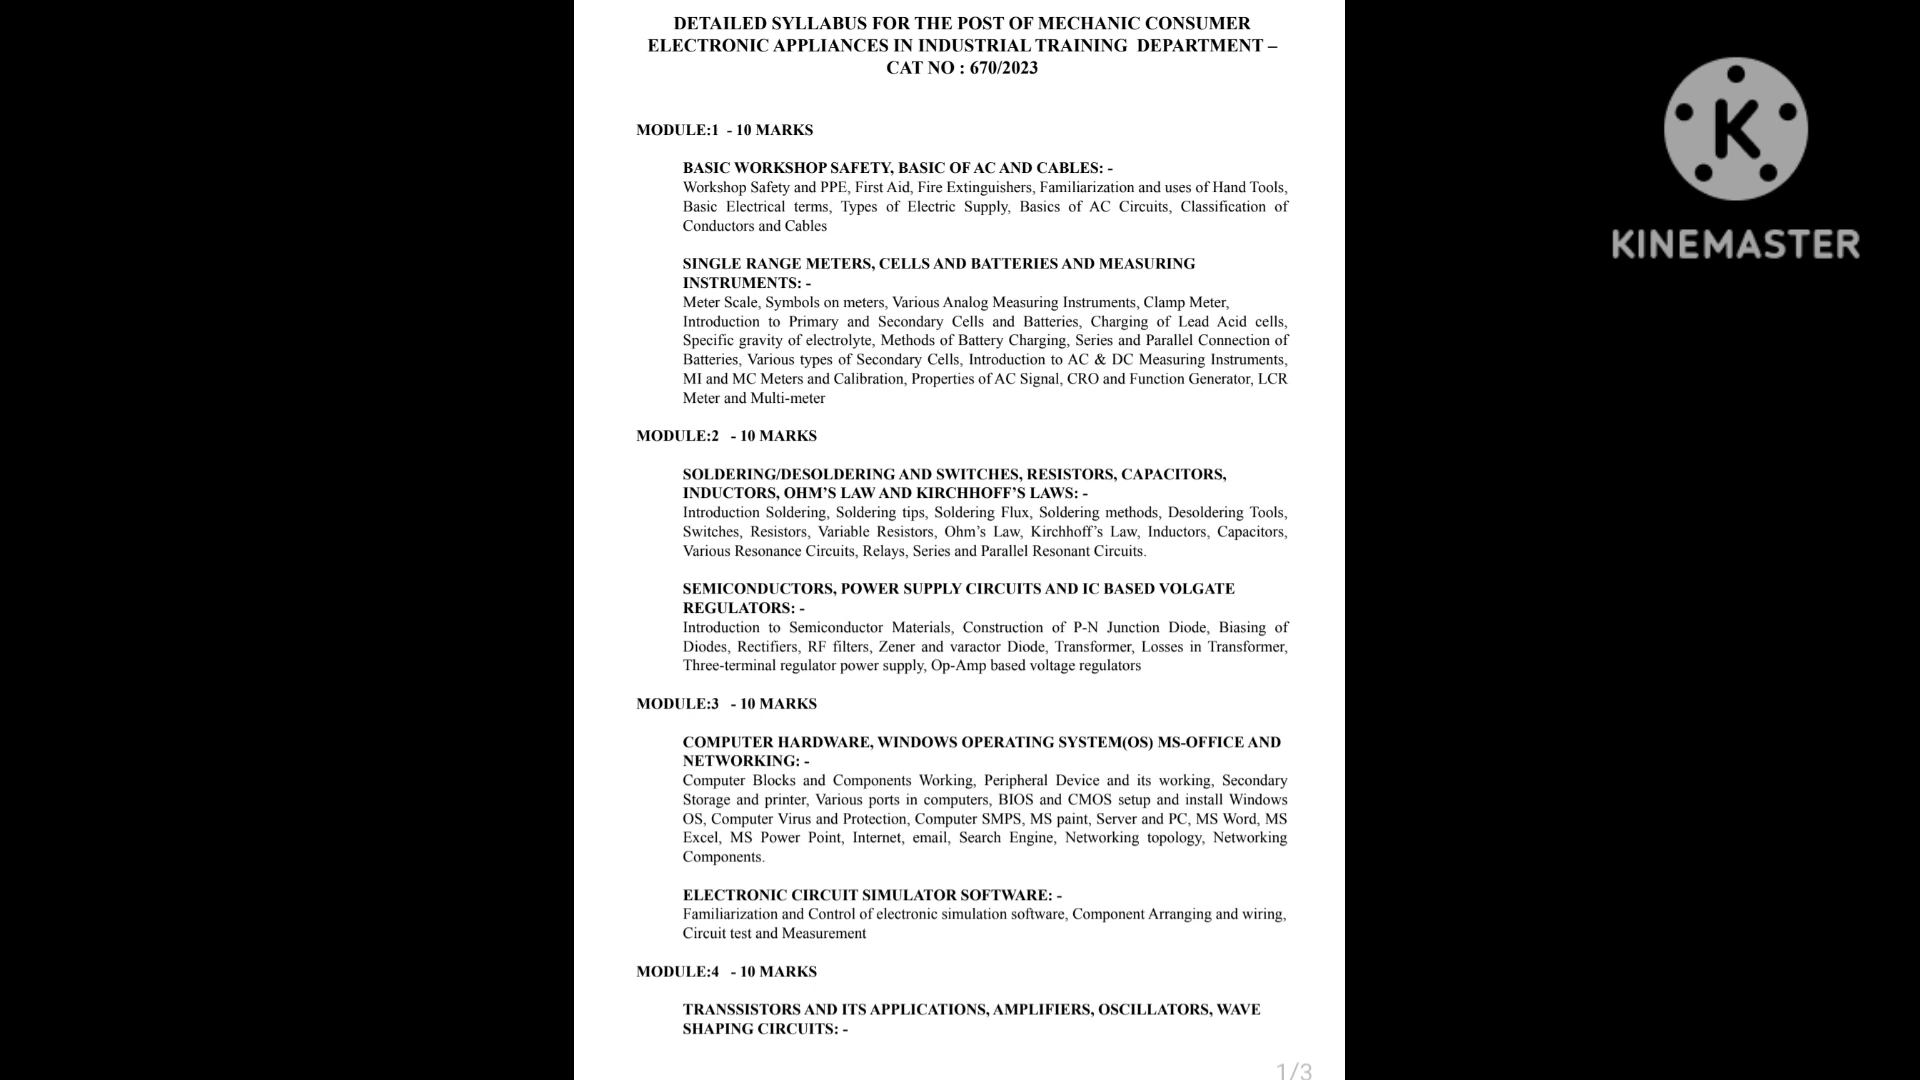 DETAILED SYLLABUS FOR THE POST OF MECHANIC CONSUMER
ELECTRONIC APPLIANCES IN INDUSTRIAL TRAINING DEPARTMENT –
CAT NO : 670/2023
MODULE:1 - 10 MARKS
BASIC WORKSHOP SAFETY, BASIC OF AC AND CABLES: -
Workshop Safety and PPE, First Aid, Fire Extinguishers, Familiarization and uses of Hand Tools,
Basic Electrical terms, Types of Electric Supply, Basics of AC Circuits, Classification of
Conductors and Cables
SINGLE RANGE METERS, CELLS AND BATTERIES AND MEASURING
INSTRUMENTS: -
Meter Scale, Symbols on meters, Various Analog Measuring Instruments, Clamp Meter,
Introduction to Primary and Secondary Cells and Batteries, Charging of Lead Acid cells,
Specific gravity of electrolyte, Methods of Battery Charging, Series and Parallel Connection of
Batteries, Various types of Secondary Cells, Introduction to AC & DC Measuring Instruments,
MI and MC Meters and Calibration, Properties of AC Signal, CRO and Function Generator, LCR
Meter and Multi-meter
MODULE:2 - 10 MARKS
SOLDERING/DESOLDERING AND SWITCHES, RESISTORS, CAPACITORS,
INDUCTORS, OHM’S LAW AND KIRCHHOFF’S LAWS: -
Introduction Soldering, Soldering tips, Soldering Flux, Soldering methods, Desoldering Tools,
Switches, Resistors, Variable Resistors, Ohm’s Law, Kirchhoff’s Law, Inductors, Capacitors,
Various Resonance Circuits, Relays, Series and Parallel Resonant Circuits.
SEMICONDUCTORS, POWER SUPPLY CIRCUITS AND IC BASED VOLGATE
REGULATORS: -
Introduction to Semiconductor Materials, Construction of P-N Junction Diode, Biasing of
Diodes, Rectifiers, RF filters, Zener and varactor Diode, Transformer, Losses in Transformer,
Three-terminal regulator power supply, Op-Amp based voltage regulators
MODULE:3 - 10 MARKS
COMPUTER HARDWARE, WINDOWS OPERATING SYSTEM(OS) MS-OFFICE AND
NETWORKING: -
Computer Blocks and Components Working, Peripheral Device and its working, Secondary
Storage and printer, Various ports in computers, BIOS and CMOS setup and install Windows
OS, Computer Virus and Protection, Computer SMPS, MS paint, Server and PC, MS Word, MS
Excel, MS Power Point, Internet, email, Search Engine, Networking topology, Networking
Components.
ELECTRONIC CIRCUIT SIMULATOR SOFTWARE: -
Familiarization and Control of electronic simulation software, Component Arranging and wiring,
Circuit test and Measurement
MODULE:4 - 10 MARKS
TRANSSISTORS AND ITS APPLICATIONS, AMPLIFIERS, OSCILLATORS, WAVE
SHAPING CIRCUITS: -
1/3
K
KINEMASTER